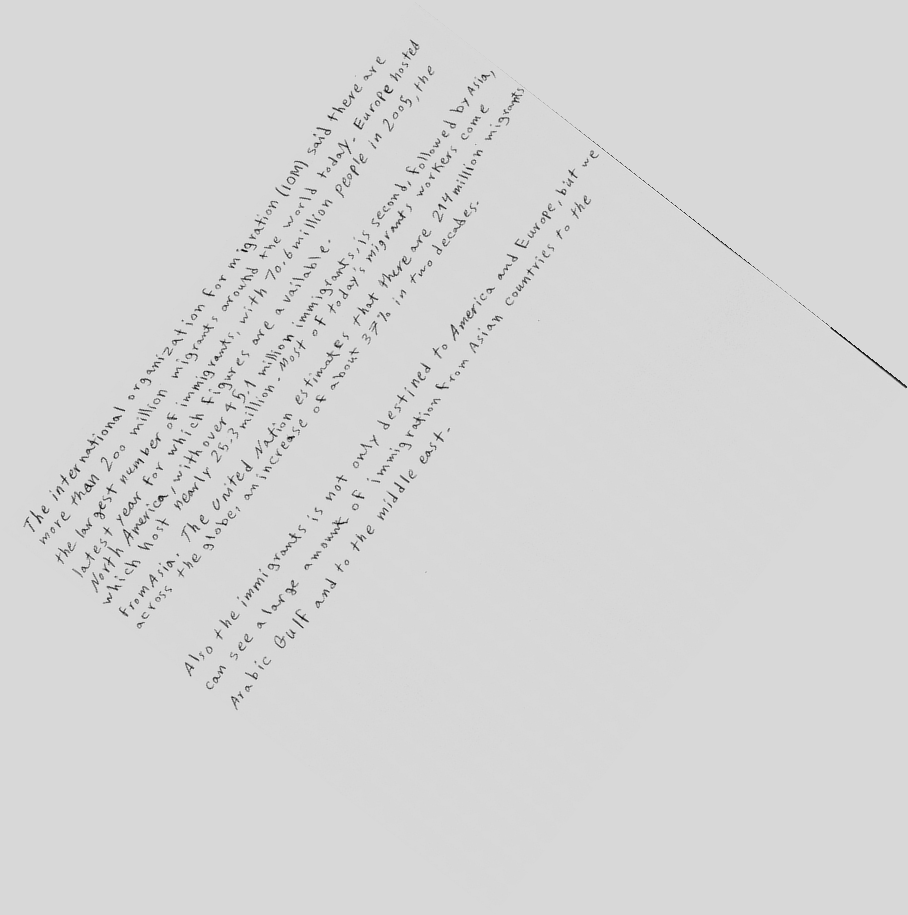 The international organization for migration (IOM) said there are
more than 200 million migrants around the world today. Europe hosted
the largest number of immigrants, with 70.6 million people in 2005, the
latest year for which figures are available.
North America, with over 45.1 million immigrants, is second, followed by Asia,
which host nearly 25.3 million. Most of today's migrants workers come
from Asia. The United Nation estimates that there are 214 million migrants
across the globe, an increase of about 37% in two decades.
Also the immigrants is not only destined to America and Europe, but we
can see a large amount of immigration from Asian countries to the
Arabic Gulf and to the middle east.